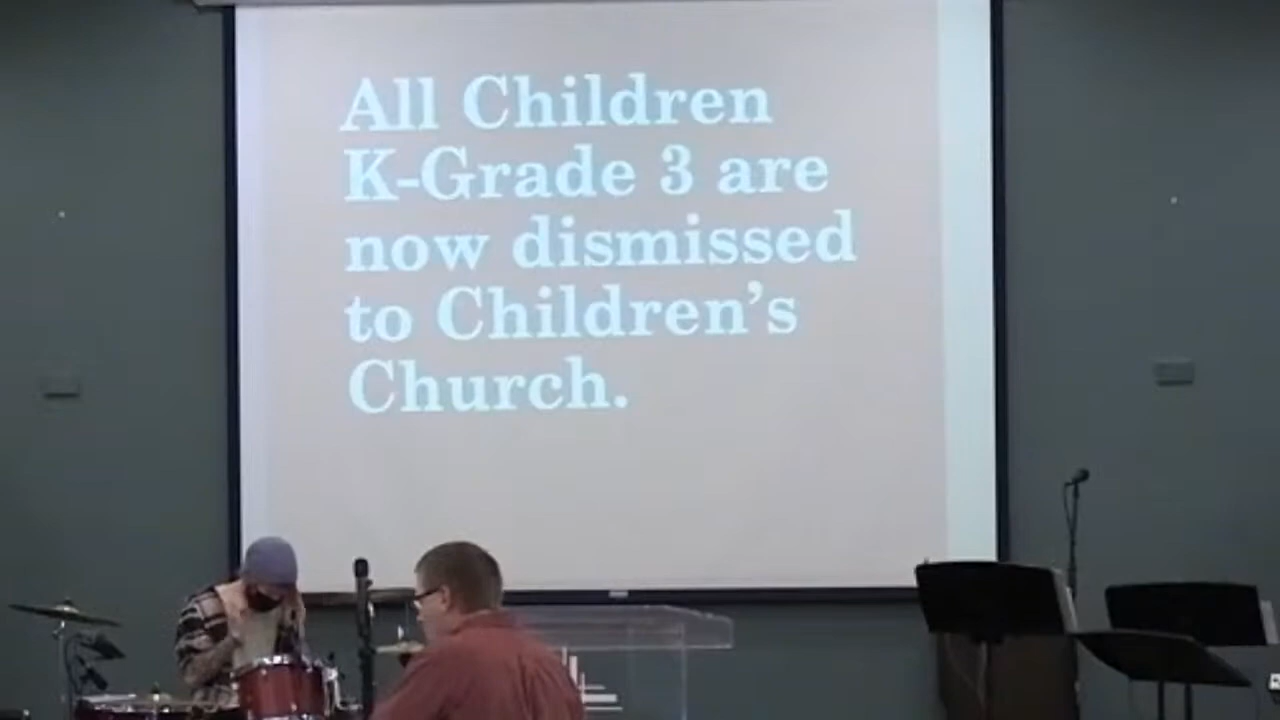 All Children
K-Grade 3 are
now dismissed
to Children's
Church.